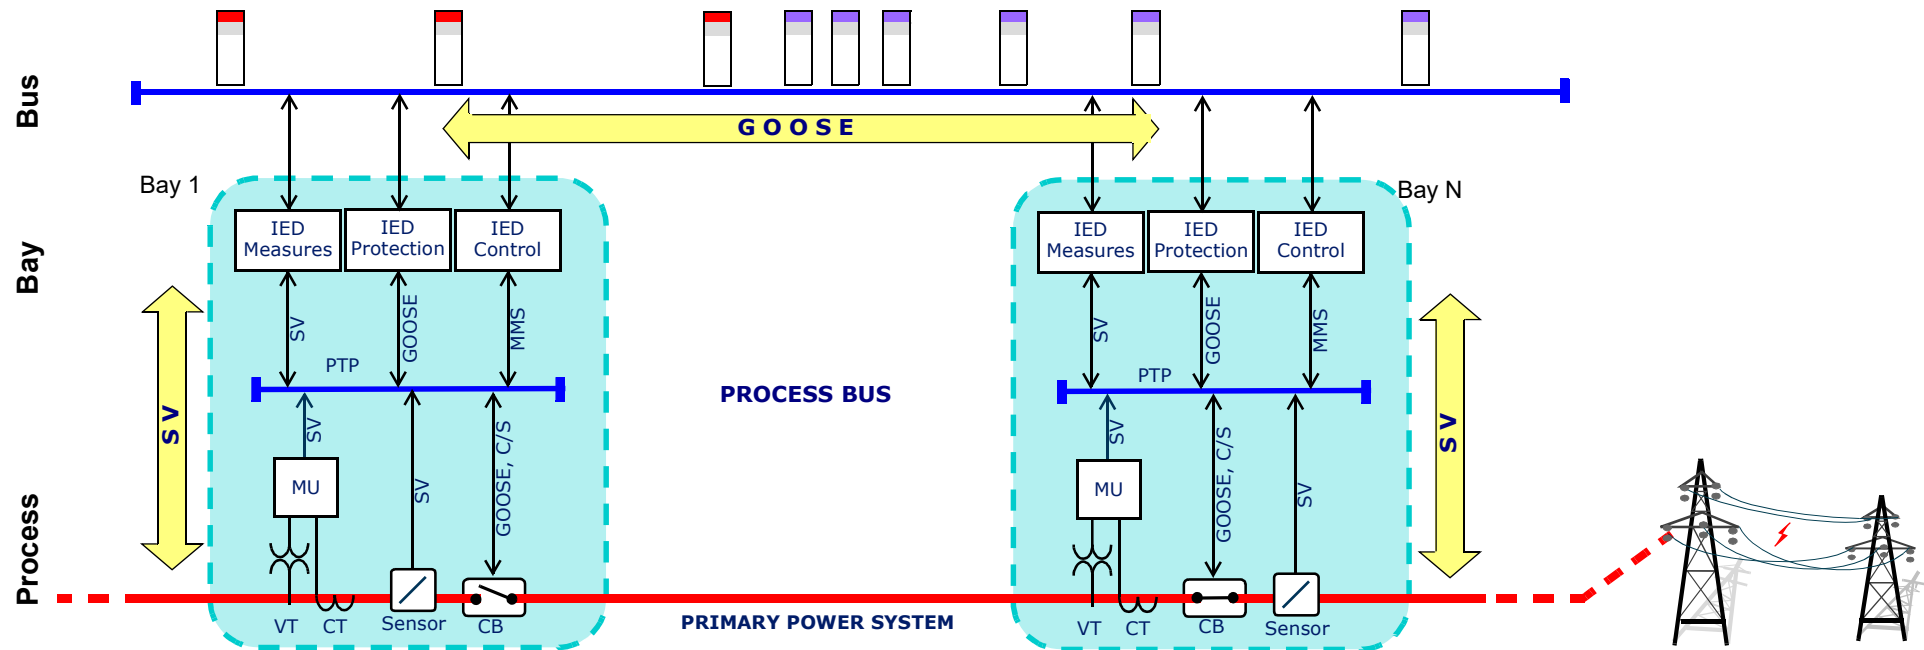 Bus
GOOSE
Bay 1
Bay N
Bay
IED
Measures
IED
Protection
IED
Control
IED
Measures
IED
Protection
IED
Control
SV
GOOSE
MMS
SV
GOOSE
MMS
PTP
PTP
PROCESS BUS
SV
SV
SV
GOOSE, C/S
SV
SV
GOOSE, C/S
SV
MU
MU
Process
VT
CT
Sensor
CB
PRIMARY POWER SYSTEM
VT
CT
CB
Sensor